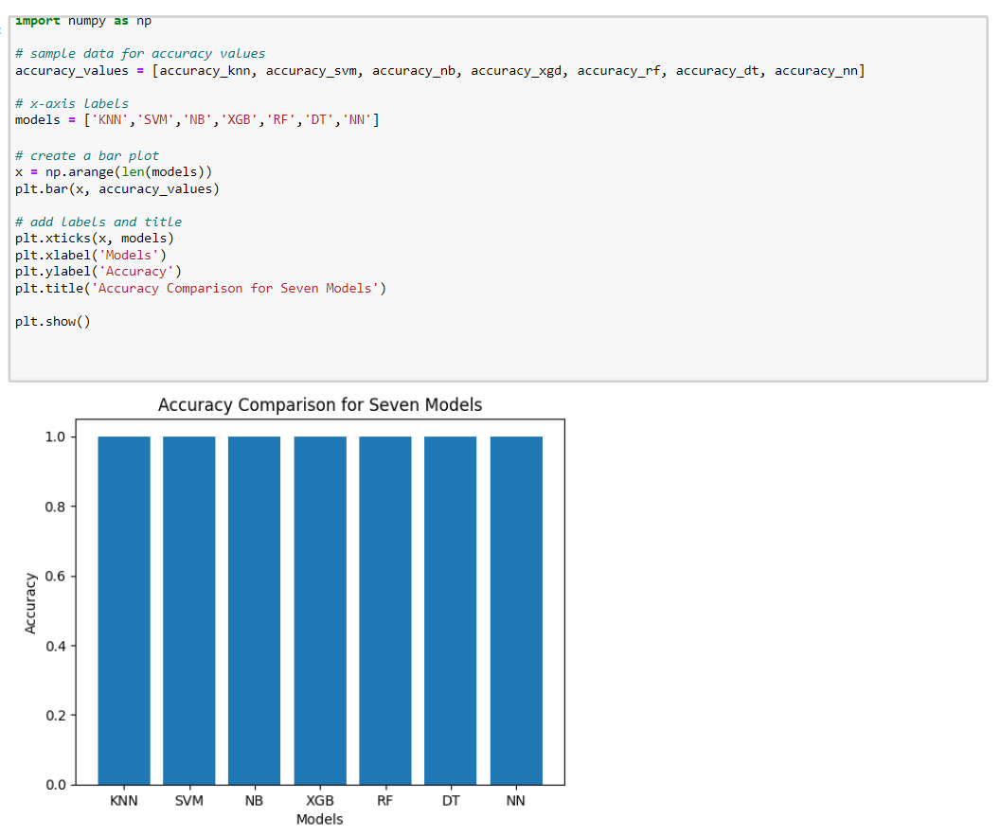 import numpy as np
# sample data for accuracy values
accuracy_values = [accuracy_knn, accuracy_svm, accuracy_nb, accuracy_xgd, accuracy_rf, accuracy_dt, accuracy_nn]
# x-axis labels
models = ['KNN','SVM','NB','XGB','RF','DT','NN']
# create a bar plot
x = np.arange(len(models))
plt.bar(x, accuracy_values)
# add labels and title
plt.xticks(x, models)
plt.xlabel('Models')
plt.ylabel('Accuracy')
plt.title('Accuracy Comparison for Seven Models')
plt.show()
Accuracy Comparison for Seven Models
1.0
0.8
0.6
0.4
0.2
0.0
Accuracy
KNN SVM NB XGB RF DT NN
Models